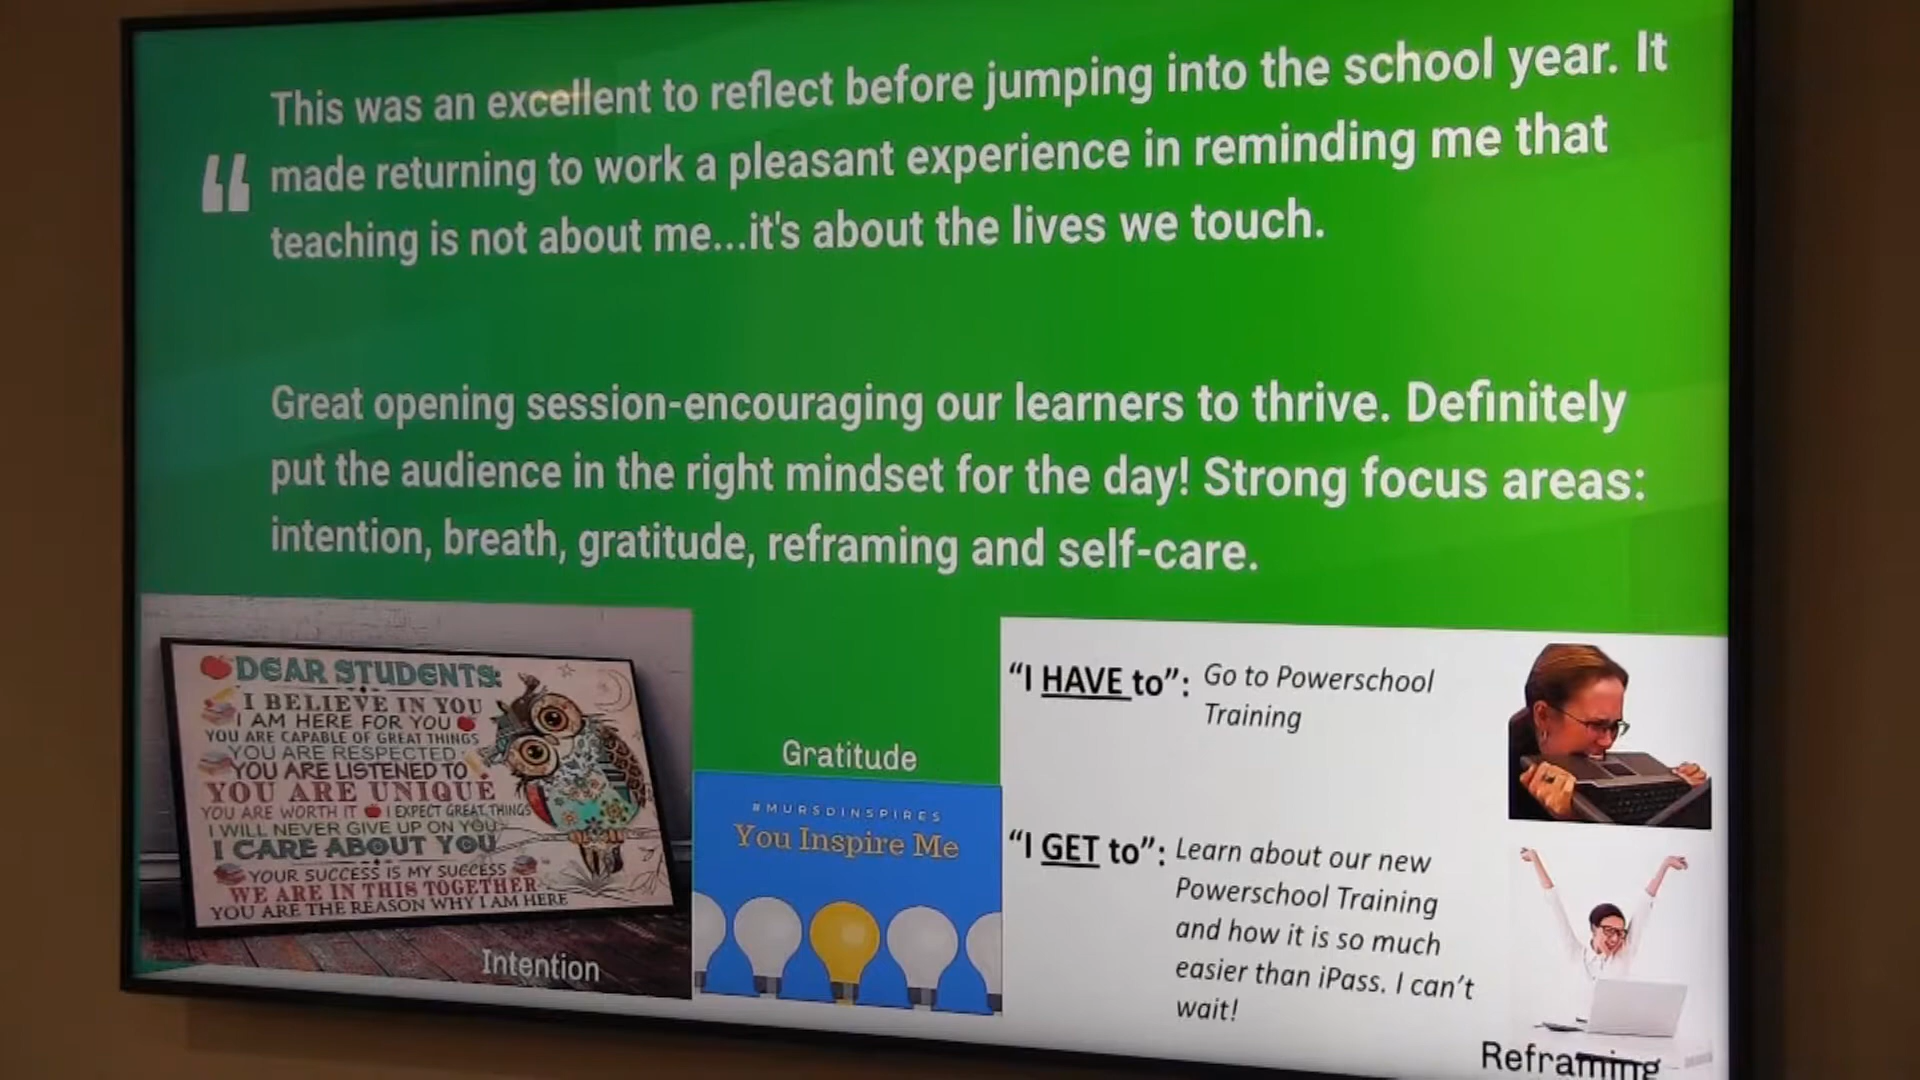 This was an excellent to reflect before jumping into the school year. It
“ made returning to work a pleasant experience in reminding me that
teaching is not about me...it's about the lives we touch.
Great opening session-encouraging our learners to thrive. Definitely
put the audience in the right mindset for the day! Strong focus areas:
intention, breath, gratitude, reframing and self-care.
DEAR STUDENTS:
I BELIEVE IN YOU
I AM HERE FOR YOU
YOU ARE CAPABLE OF GREAT THINGS
YOU ARE RESPECTED
YOU ARE LISTENED TO
YOU ARE UNIQUE
YOU ARE WORTH IT I EXPECT GREAT THINGS
I WILL NEVER GIVE UP ON YOU
I CARE ABOUT YOU
YOUR SUCCESS IS MY SUCCESS
WE ARE IN THIS TOGETHER
YOU ARE THE REASON WHY I AM HERE
Intention
Gratitude
#MURSDINSPIRES
You Inspire Me
“I HAVE to”: Go to Powerschool
Training
“I GET to”: Learn about our new
Powerschool Training
and how it is so much
easier than iPass. I can’t
wait!
Reframing